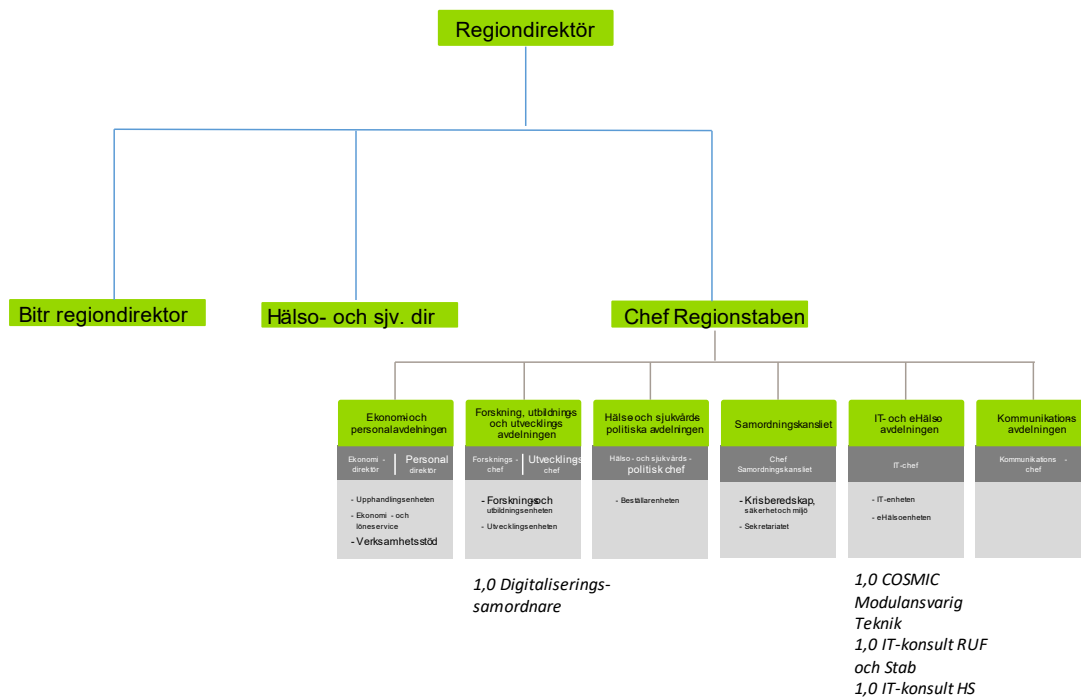 Regiondirektör
Bitr regiondirektor
Hälso- och sjv. dir
Chef Regionstaben
Ekonomi-och
personalavdelningen
Ekonomi -
direktör
Personal
direktör
- Upphandlingsenheten
- Ekonomi - och
löneservice
- Verksamhetsstöd
Forskning, utbildnings-
och utvecklings
avdelningen
Forsknings -
chef
Utvecklings
chef
- Forsknings-och
utbildningsenheten
- Utvecklingsenheten
Hälso-och sjukvårds-
politiska avdelningen
Hälso - och sjukvårds -
politisk chef
- Beställarenheten
Samordningskansliet
Chef
Samordningskansliet
- Krisberedskap,
säkerhet och miljö
- Sekretariatet
IT- och eHälso
avdelningen
IT-chef
- IT-enheten
- eHälsoenheten
Kommunikations
avdelningen
Kommunikations -
chef
1,0 Digitaliserings-
samordnare
1,0 COSMIC
Modulansvarig
Teknik
1,0 IT-konsult RUF
och Stab
1,0 IT-konsult HS